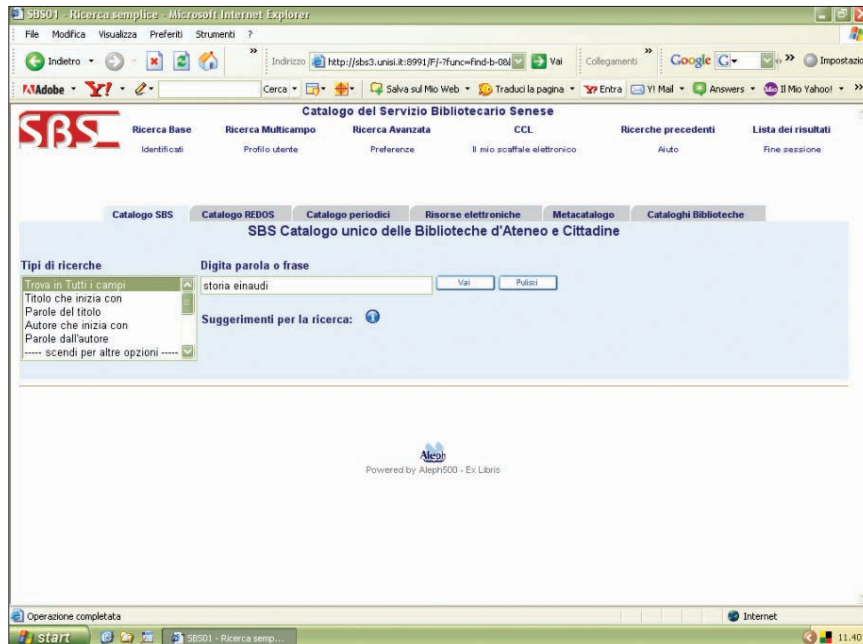 SBS01 - Ricerca semplice - Microsoft Internet Explorer
File Modifica Visualizza Preferiti Strumenti ?
Indietro » Indirizzo http://sbs3.unisi.it:8991/F/-?func=find-b-0&l Vai Collegamenti » Google G » Impostazio
Adobe Y! Cerca Salva sul Mio Web Traduci la pagina Entra Y! Mail Answers Il Mio Yahoo! »
Catalogo del Servizio Bibliotecario Senese
SBS
Ricerca Base Ricerca Multicampo Ricerca Avanzata CCL Ricerche precedenti Lista dei risultati
Identificati Profilo utente Preferenze Il mio scaffale elettronico Aiuto Fine sessione
Catalogo SBS Catalogo REDOS Catalogo periodici Risorse elettroniche Metacatalogo Cataloghi Biblioteche
SBS Catalogo unico delle Biblioteche d'Ateneo e Cittadine
Tipi di ricerche Digita parola o frase
Trova in Tutti i campi storia einaudi Vai Pulisci
Titolo che inizia con
Parole del titolo
Autore che inizia con Suggerimenti per la ricerca:
Parole dall'autore
----- scendi per altre opzioni -----
Aleph
Powered by Aleph500 - Ex Libris
Operazione completata Internet
start SBS01 - Ricerca semp... 11.40